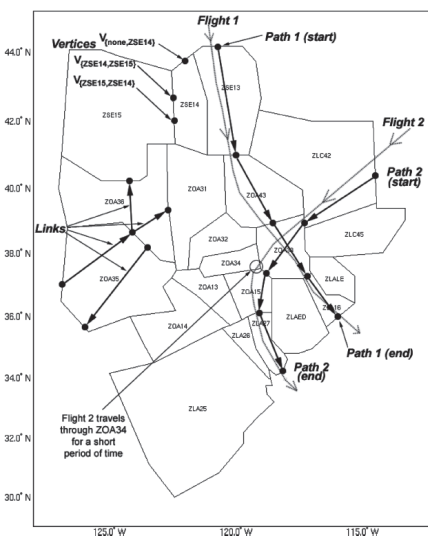 Flight 1
44.0° N
Vertices
V{none,ZSE14}
Path 1 (start)
V{ZSE14,ZSE15}
V{ZSE15,ZSE14}
ZSE13
ZSE14
ZSE15
42.0° N
Flight 2
ZLC42
Path 2
(start)
40.0° N
ZOA31
ZOA36
ZOA43
Links
ZOA32
ZLC45
38.0° N
ZOA34
ZOA35
ZOA13
ZOA15
ZLALE
36.0° N
ZOA14
ZLA27
ZLAED
ZLA26
Path 1 (end)
34.0° N
Path 2
(end)
Flight 2 travels
through ZOA34
for a short
period of time
ZLA25
32.0° N
30.0° N
125.0° W
120.0° W
115.0° W